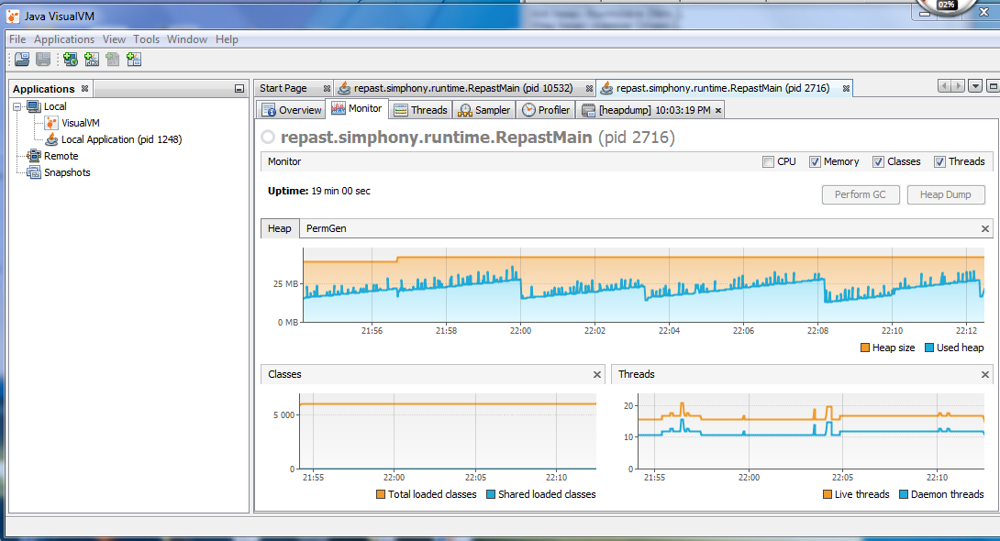 02%
Java VisualVM
File Applications View Tools Window Help
Applications
Local
VisualVM
Local Application (pid 1248)
Remote
Snapshots
Start Page repast.simphony.runtime.RepastMain (pid 10532) repast.simphony.runtime.RepastMain (pid 2716)
Overview Monitor Threads Sampler Profiler [heapdump] 10:03:19 PM
repast.simphony.runtime.RepastMain (pid 2716)
Monitor CPU Memory Classes Threads
Uptime: 19 min 00 sec
Perform GC Heap Dump
Heap PermGen
25 MB
0 MB
21:56 21:58 22:00 22:02 22:04 22:06 22:08 22:10 22:12
Heap size Used heap
Classes
5 000
0
21:55 22:00 22:05 22:10
Total loaded classes Shared loaded classes
Threads
20
10
0
21:55 22:00 22:05 22:10
Live threads Daemon threads